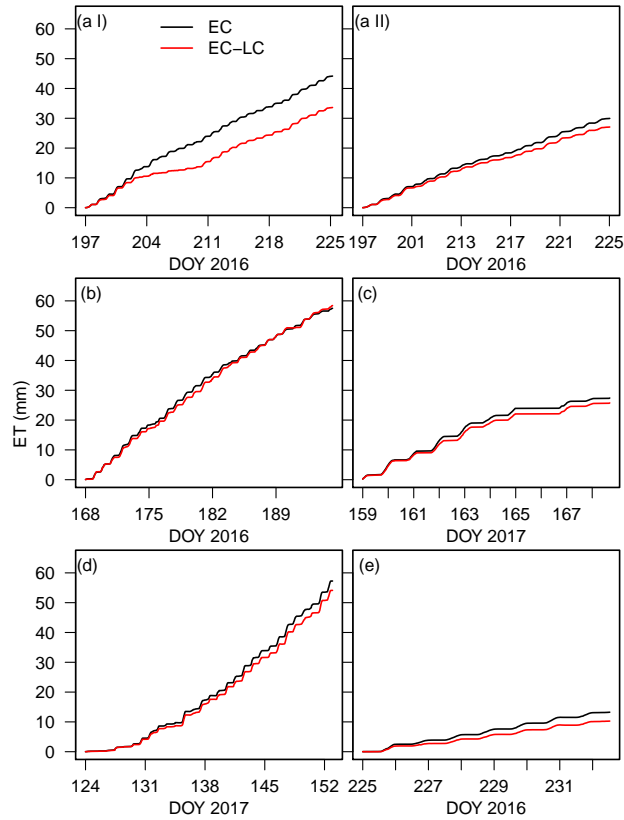 (a I)
EC
EC−LC
(a II)
60
50
40
30
20
10
0
197 204 211 218 225
197 201 213 217 221 225
DOY 2016
DOY 2016
(b)
(c)
60
50
40
30
20
10
0
ET (mm)
168 175 182 189
159 161 163 165 167
DOY 2016
DOY 2017
(d)
(e)
60
50
40
30
20
10
0
124 131 138 145 152
225 227 229 231
DOY 2017
DOY 2016